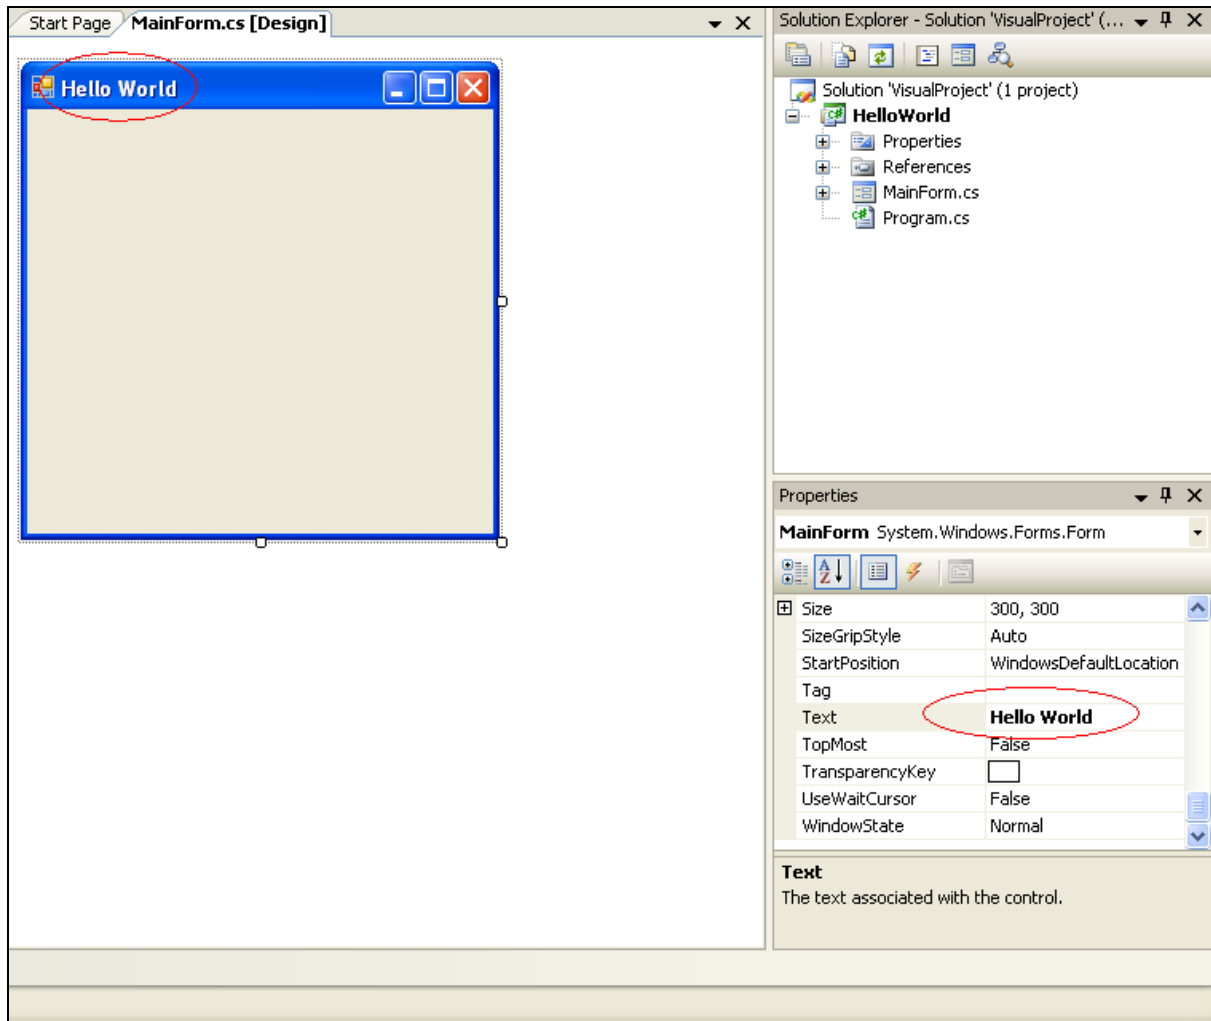 Start Page MainForm.cs [Design]
Hello World
Solution Explorer - Solution 'VisualProject' (...
Solution 'VisualProject' (1 project)
HelloWorld
Properties
References
MainForm.cs
Program.cs
Properties
MainForm System.Windows.Forms.Form
Size 300, 300
SizeGripStyle Auto
StartPosition WindowsDefaultLocation
Tag
Text Hello World
TopMost False
TransparencyKey
UseWaitCursor False
WindowState Normal
Text
The text associated with the control.